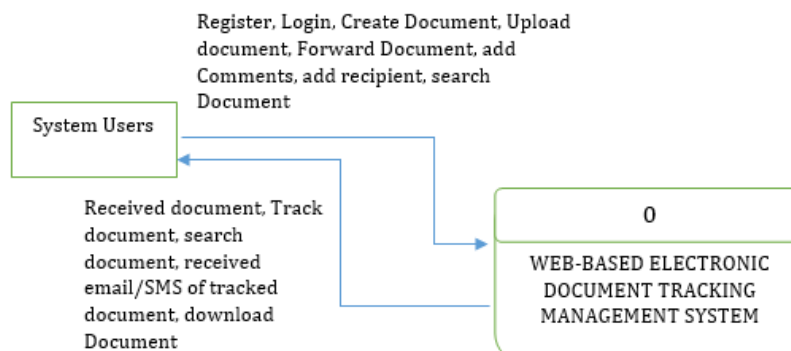 Register, Login, Create Document, Upload
document, Forward Document, add
Comments, add recipient, search
Document
System Users
Received document, Track
document, search
document, received
email/SMS of tracked
document, download
Document
0
WEB-BASED ELECTRONIC
DOCUMENT TRACKING
MANAGEMENT SYSTEM